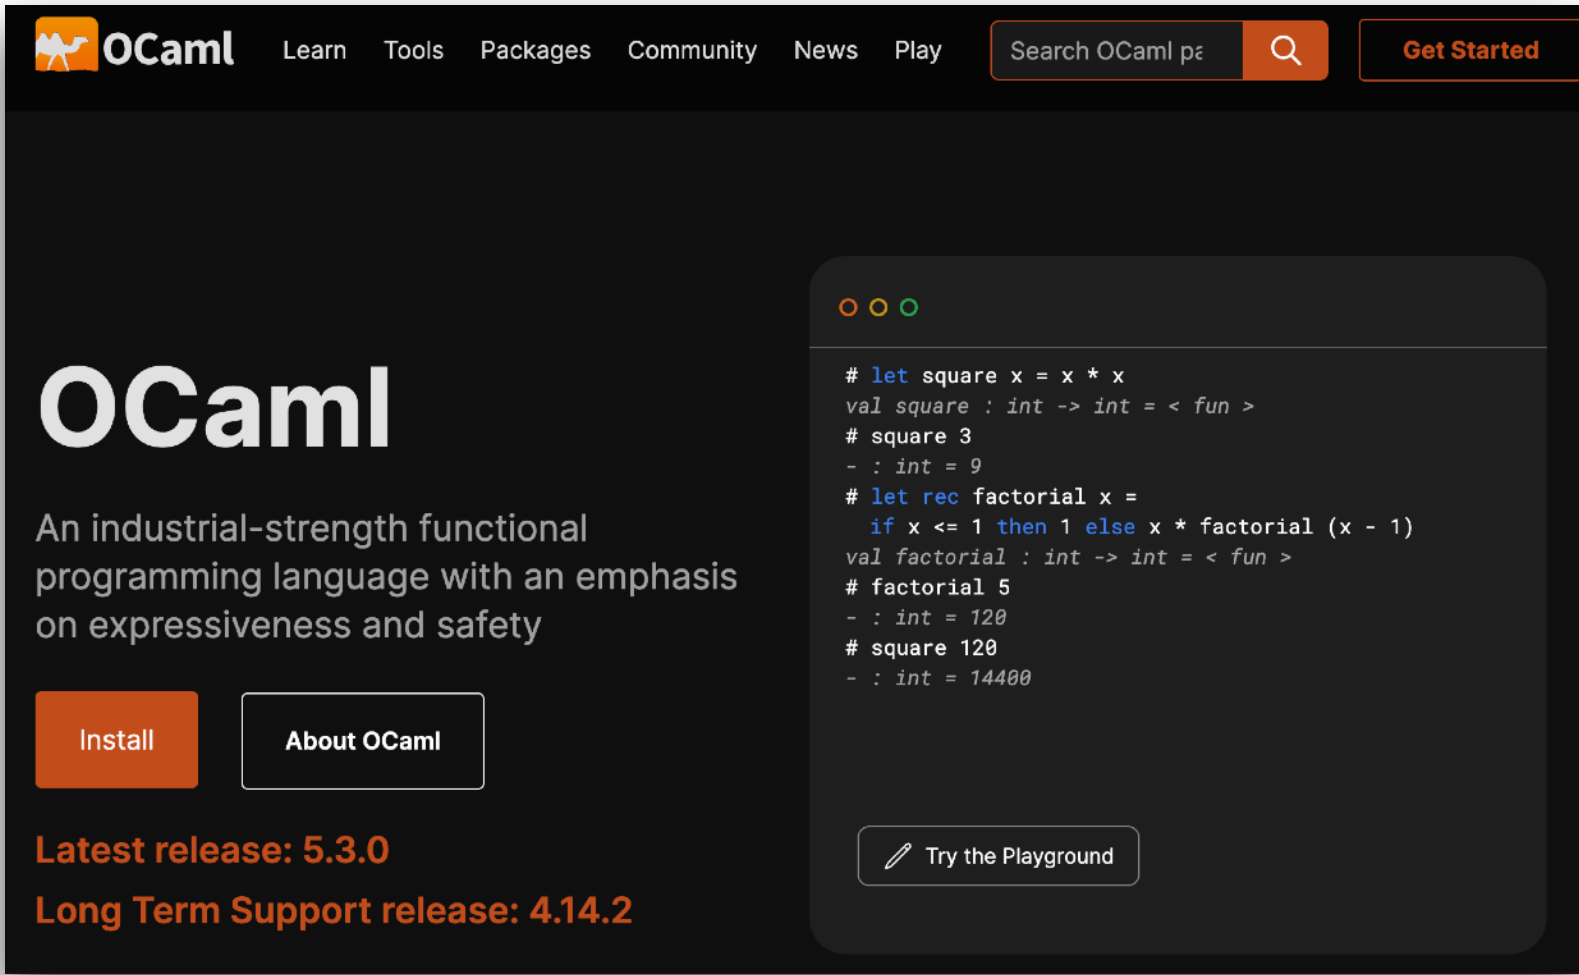 OCaml Learn Tools Packages Community News Play Search OCaml pa Get Started
OCaml
An industrial-strength functional
programming language with an emphasis
on expressiveness and safety
Install About OCaml
Latest release: 5.3.0
Long Term Support release: 4.14.2
# let square x = x * x
val square : int -> int = < fun >
# square 3
- : int = 9
# let rec factorial x =
if x <= 1 then 1 else x * factorial (x - 1)
val factorial : int -> int = < fun >
# factorial 5
- : int = 120
# square 120
- : int = 14400
Try the Playground